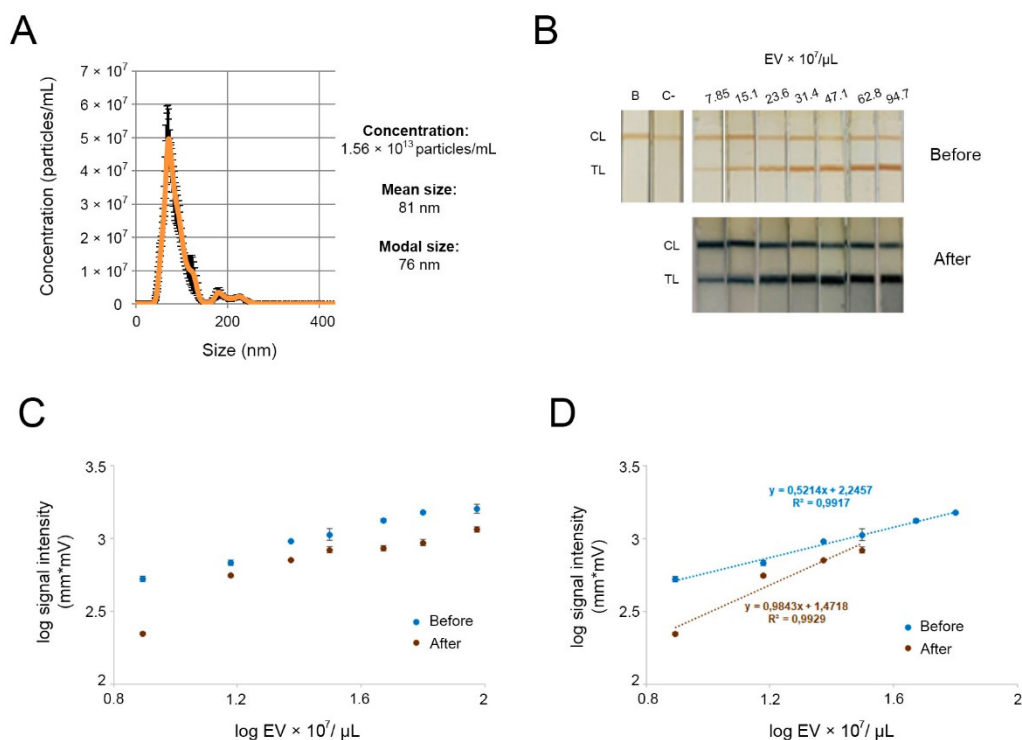 A
7 × 10⁷
6 × 10⁷
5 × 10⁷
4 × 10⁷
3 × 10⁷
2 × 10⁷
1 × 10⁷
0
0
200
400
Concentration (particles/mL)
Size (nm)
Concentration:
1.56 × 10¹³ particles/mL
Mean size:
81 nm
Modal size:
76 nm
B
EV × 10⁷/µL
B
C-
7.85
15.1
23.6
31.4
47.1
62.8
94.7
CL
TL
Before
CL
TL
After
C
3.5
3
2.5
2
0.8
1.2
1.6
2
log signal intensity
(mm*mV)
Before
After
log EV × 10⁷/ µL
D
3.5
3
2.5
2
0.8
1.2
1.6
2
log signal intensity
(mm*mV)
y = 0,5214x + 2,2457
R² = 0,9917
y = 0,9843x + 1,4718
R² = 0,9929
Before
After
log EV × 10⁷/ µL